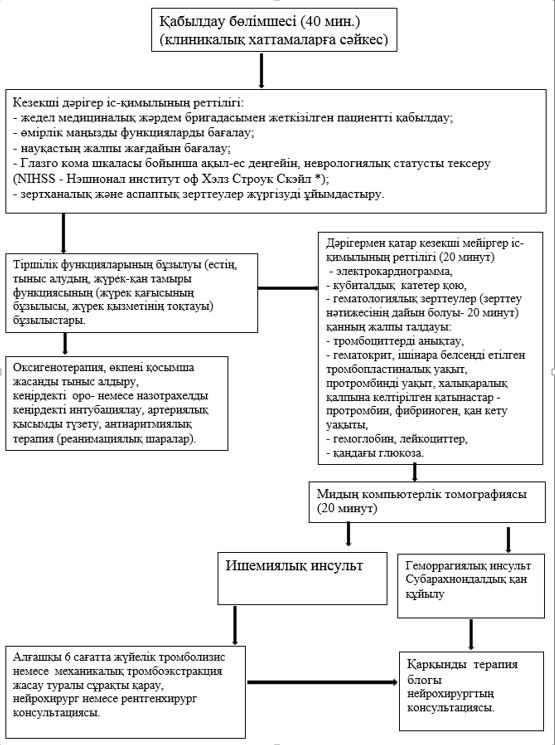 Қабылдау бөлімшесі (40 мин.)
(клиникалық хаттамаларға сәйкес)
Кезекші дәрігер іс-қимылының реттілігі:
- жедел медициналық жәрдем бригадасымен жеткізілген пациентті қабылдау;
- өмірлік маңызды функцияларды бағалау;
- науқастың жалпы жағдайын бағалау;
- Глазго кома шкаласы бойынша ақыл-ес деңгейін, неврологиялық статусты тексеру
(NIHSS - Нэшионал институт оф Хэлз Строук Скэйл *);
- зертханалық және аспаптық зерттеулер жүргізуді ұйымдастыру.
Тіршілік функцияларының бұзылуы (естің,
тыныс алудың, жүрек-қан тамыры
функциясының (жүрек қағысының
бұзылысы, жүрек қызметінің тоқтауы)
бұзылыстары.
Дәрігермен қатар кезекші мейіргер іс-
қимылының реттілігі (20 минут)
- электрокардиограмма,
- кубиталдық катетер қою,
- гематологиялық зерттеулер (зерттеу
нәтижесінің дайын болуы- 20 минут)
қанның жалпы талдауы:
- тромбоциттерді анықтау,
- гематокрит, ішінара белсенді етілген
тромбопластиналық уақыт,
протромбинді уақыт, халықаралық
қалпына келтірілген қатынастар -
протромбин, фибриноген, қан кету
уақыты,
- гемоглобин, лейкоциттер,
- қандағы глюкоза.
Оксигенотерапия, өкпені қосымша
жасанды тыныс алдыру,
кеңірдекті оро- немесе назотрахелды
кеңірдекті интубациялау, артериялық
қысымды түзету, антиаритмиялық
терапия (реанимациялық шаралар).
Мидың компьютерлік томографиясы
(20 минут)
Ишемиялық инсульт
Геморрагиялық инсульт
Субарахноидалдық қан
құйылу
Алғашқы 6 сағатта жүйелік тромболизис
немесе механикалық тромбоэкстракция
жасау туралы сұрақты қарау,
нейрохирург немесе рентгенхирург
консультациясы.
Қарқынды терапия
блогы
нейрохирургтың
консультациясы.